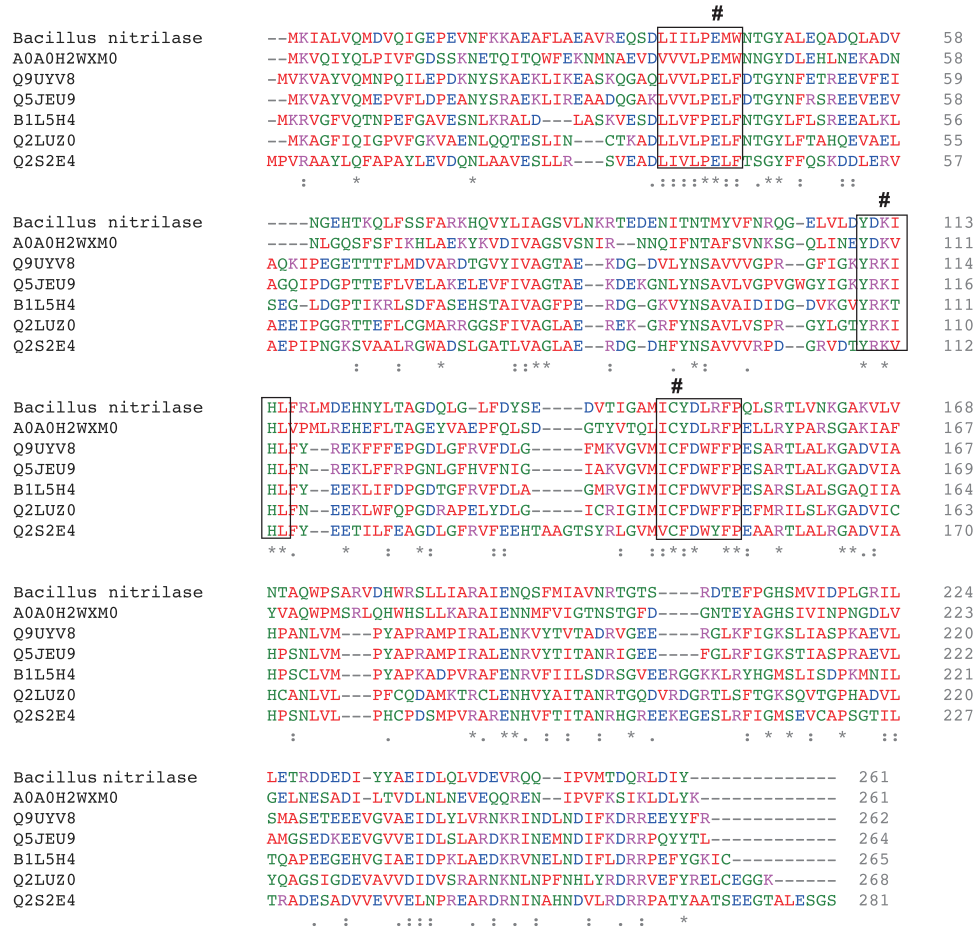 #
Bacillus nitrilase --MKIALVQMDVQIGEPEVNFKKAEAFLAEAVREQSDLIILPEMWNTGYALEQADQLADV 58
A0A0H2WXM0 --MKVQIYQLPIVFGDSSKNETQITQWFEKNMNAEVDVVVLPEMWNNGYDLEHLNEKADN 58
Q9UYV8 -MVKVAYVQMNPQILEPDKNYSKAEKLIKEASKQGAQLVVLPELFDTGYNFETREEVFEI 59
Q5JEU9 --MKVAYVQMEPVFLDPEANYSRAEKLIREAADQGAKLVVLPELFDTGYNFRSREEVEEV 58
B1L5H4 --MKRVGFVQTNPEFGAVESNLKRALD---LASKVESDLLVFPELFNTGYLFLSREEALKL 56
Q2LUZ0 --MKAGFIQIGPVFGKVAENLQQTESLIN---CTKADLLVLPELFNTGYLFTAHQEVAEL 55
Q2S2E4 MPVRAAYLQFAPAYLEVDQNLAAVESLLR---SVEADLIVLPELFTSGYFFQSKDDLERV 57
: * * .::::**:: .** : ::
#
Bacillus nitrilase ----NGEHTKQLFSSFARKHQVYLIAGSVLNKRTEDENITNTMYVFNRQG-ELVLDYDKI 113
A0A0H2WXM0 ----NLGQSFSFIKHLAEKYKVDIVAGSVSNIR--NNQIFNTAFSVNKSG-QLINEYDKV 111
Q9UYV8 AQKIPEGETTTFLMDVARDTGVYIVAGTAE--KDG-DVLYNSAVVVGPR--GFIGKYRKI 114
Q5JEU9 AGQIPDGPTTEFLVELAKELEVFIVAGTAE--KDEKGNLYNSAVLVGPVGWGYIGKYRKI 116
B1L5H4 SEG-LDGPTIKRLSDFASEHSTAIVAGFPE--RDG-GKVYNSAVAIDIDG-DVKGVYRKT 111
Q2LUZ0 AEEIPGGRTTEFLCGMARRGGSFIVAGLAE--REK-GRFYNSAVLVSPR--GYLGTYRKI 110
Q2S2E4 AEPIPNGKSVAALRGWADSLGATLVAGLAE--RDG-DHFYNSAVVVRPD--GRVDTYRKV 112
: : * ::** : . *: . * *
#
Bacillus nitrilase HLFRLMDEHNYLTAGDQLG-LFDYSE----DVTIGAMICYDLRFPQLSRTLVNKGAKVLV 168
A0A0H2WXM0 HLVPMLREHEFLTAGEYVAEPFQLSD----GTYVTQLICYDLRFPELLRYPARSGAKIAF 167
Q9UYV8 HLFY--REKFFFEPGDLGFRVFDLG-----FMKVGVMICFDWFFPESARTLALKGADVIA 167
Q5JEU9 HLFN--REKLFFRPGNLGFHVFNIG-----IAKVGVMICFDWFFPESARTLALKGADVIA 169
B1L5H4 HLFY--EEKLIFDPGDTGFRVFDLA-----GMRVGIMICFDWVFPESARSLALSGAQIIA 164
Q2LUZ0 HLFN--EEKLWFQPGDRAPELYDLG-----ICRIGIMICFDWIFPEFMRILSLKGADVIC 163
Q2S2E4 HLFY--EETILFEAGDLGFRVFEEHTAAGTSYRLGVMVCFDWYFPEAARTLALRGADVIC 170
** * *: :: : ::*:* **: * **.:
Bacillus nitrilase NTAQWPSARVDHWRSLLIARAIENQSFMIAVNRTGTS----RDTEFPGHSMVIDPLGRIL 224
A0A0H2WXM0 YVAQWPMSRLQHWHSLLKARAIENNMFVIGTNSTGFD----GNTEYAGHSIVINPNGDLV 223
Q9UYV8 HPANLVM---PYAPRAMPIRALENKVYTVTADRVGEE----RGLKFIGKSLIASPKAEVL 220
Q5JEU9 HPSNLVM---PYAPRAMPIRALENRVYTITANRIGEE----FGLRFIGKSTIASPRAEVL 222
B1L5H4 HPSCLVM---PYAPKADPVRAFENRVFIILSDRSGVEERGGKKLRYHGMSLISDPKMNIL 221
Q2LUZ0 HCANLVL---PFCQDAMKTRCLENHVYAITANRTGQDVRDGRTLSFTGKSQVTGPHADVL 220
Q2S2E4 HPSNLVL---PHCPDSMPVRARENHVFTITANRHGREEKEGESLRFIGMSEVCAPSGTIL 227
: . *. ** : : : * . : * * : * ::
Bacillus nitrilase LETRDDEDI-YYAEIDLQLVDEVRQQ--IPVMTDQRLDIY-------------- 261
A0A0H2WXM0 GELNESADI-LTVDLNLNEVEQQREN--IPVFKSIKLDLYK------------- 261
Q9UYV8 SMASETEEEVGVAEIDLYLVRNKRINDLNDIFKDRREEYYFR------------ 262
Q5JEU9 AMGSEDKEEVGVVEIDLSLARDKRINEMNDIFKDRRPQYYTL------------ 264
B1L5H4 TQAPEEGEHVGIAEIDPKLAEDKRVNELNDIFLDRRPEFYGKIC---------- 265
Q2LUZ0 YQAGSIGDEVAVVDIDVSRARNKNLNPFNHLYRDRRVEFYRELCEGGK------ 268
Q2S2E4 TRADESADVVEVVELNPREARDRNINAHNDVLRDRRPATYAATSEEGTALESGS 281
. : .::: . : . : : . : *